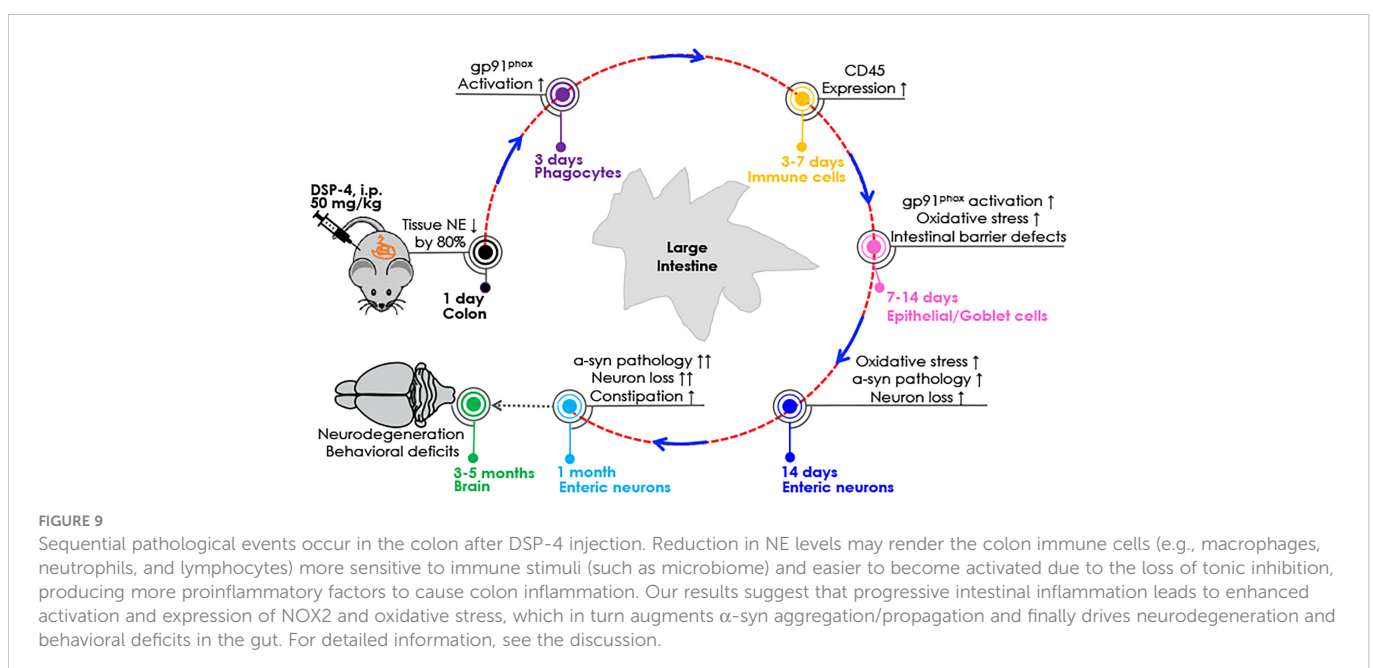 gp91phox
Activation ↑
CD45
Expression ↑
3 days
Phagocytes
3-7 days
Immune cells
DSP-4, i.p.
50 mg/kg
Tissue NE ↓
by 80%
1 day
Colon
Large
Intestine
gp91phox activation ↑
Oxidative stress ↑
Intestinal barrier defects
7-14 days
Epithelial/Goblet cells
α-syn pathology ↑↑
Neuron loss ↑↑
Constipation ↑
Oxidative stress ↑
α-syn pathology ↑
Neuron loss ↑
Neurodegeneration
Behavioral deficits
3-5 months
Brain
1 month
Enteric neurons
14 days
Enteric neurons
FIGURE 9
Sequential pathological events occur in the colon after DSP-4 injection. Reduction in NE levels may render the colon immune cells (e.g., macrophages,
neutrophils, and lymphocytes) more sensitive to immune stimuli (such as microbiome) and easier to become activated due to the loss of tonic inhibition,
producing more proinflammatory factors to cause colon inflammation. Our results suggest that progressive intestinal inflammation leads to enhanced
activation and expression of NOX2 and oxidative stress, which in turn augments α-syn aggregation/propagation and finally drives neurodegeneration and
behavioral deficits in the gut. For detailed information, see the discussion.